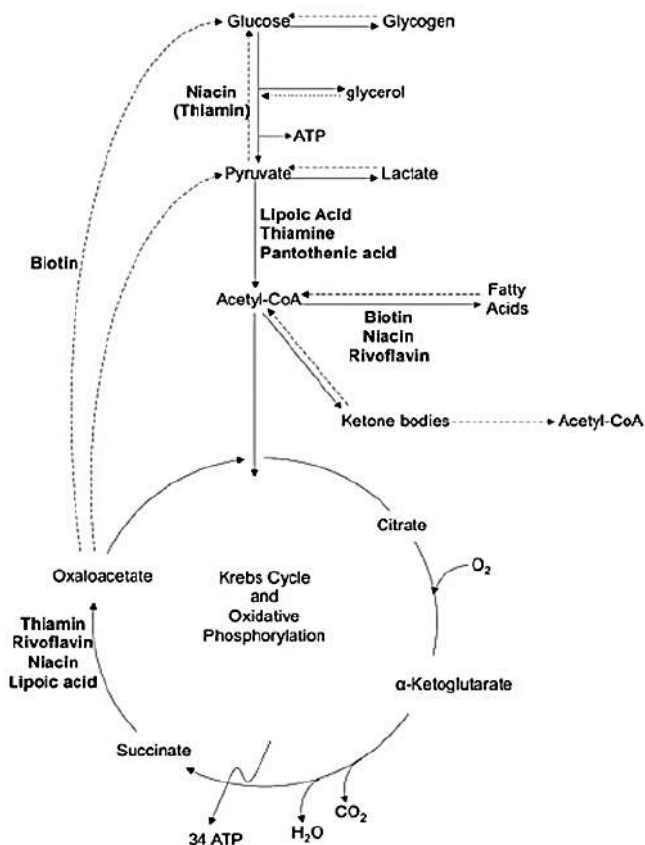 Glucose
Glycogen
Niacin
(Thiamin)
glycerol
ATP
Pyruvate
Lactate
Lipoic Acid
Thiamine
Pantothenic acid
Biotin
Acetyl-CoA
Fatty
Acids
Biotin
Niacin
Rivoflavin
Ketone bodies
Acetyl-CoA
Citrate
O₂
Oxaloacetate
Krebs Cycle
and
Oxidative
Phosphorylation
Thiamin
Rivoflavin
Niacin
Lipoic acid
α-Ketoglutarate
Succinate
CO₂
H₂O
34 ATP